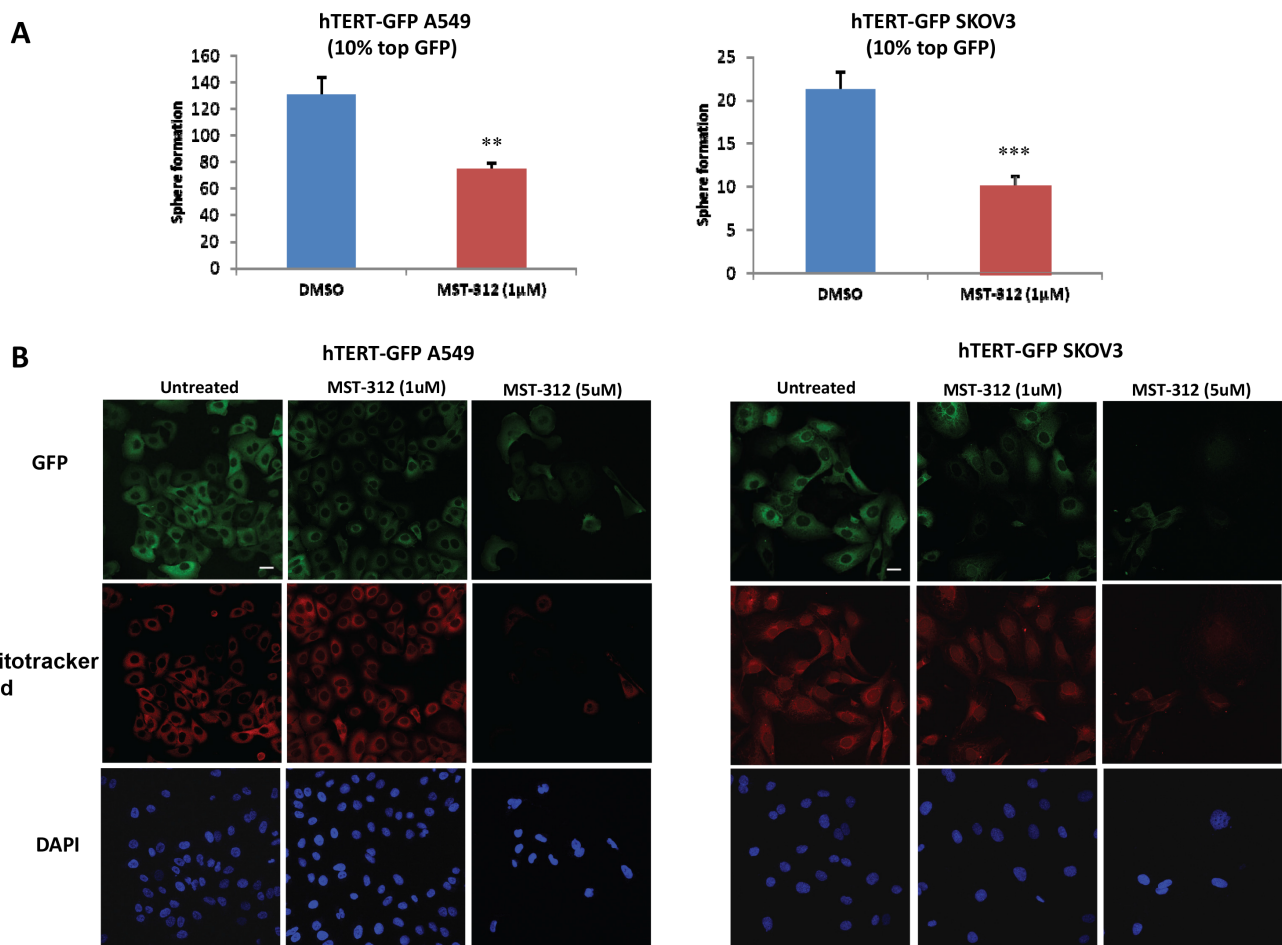 A
hTERT-GFP A549
(10% top GFP)
Sphere formation
160
140
120
100
80
60
40
20
0
**
DMSO
MST-312 (1μM)
hTERT-GFP SKOV3
(10% top GFP)
Sphere formation
25
20
15
10
5
0
***
DMSO
MST-312 (1μM)
B
hTERT-GFP A549
Untreated
MST-312 (1uM)
MST-312 (5uM)
hTERT-GFP SKOV3
Untreated
MST-312 (1uM)
MST-312 (5uM)
GFP
itotracker
d
DAPI